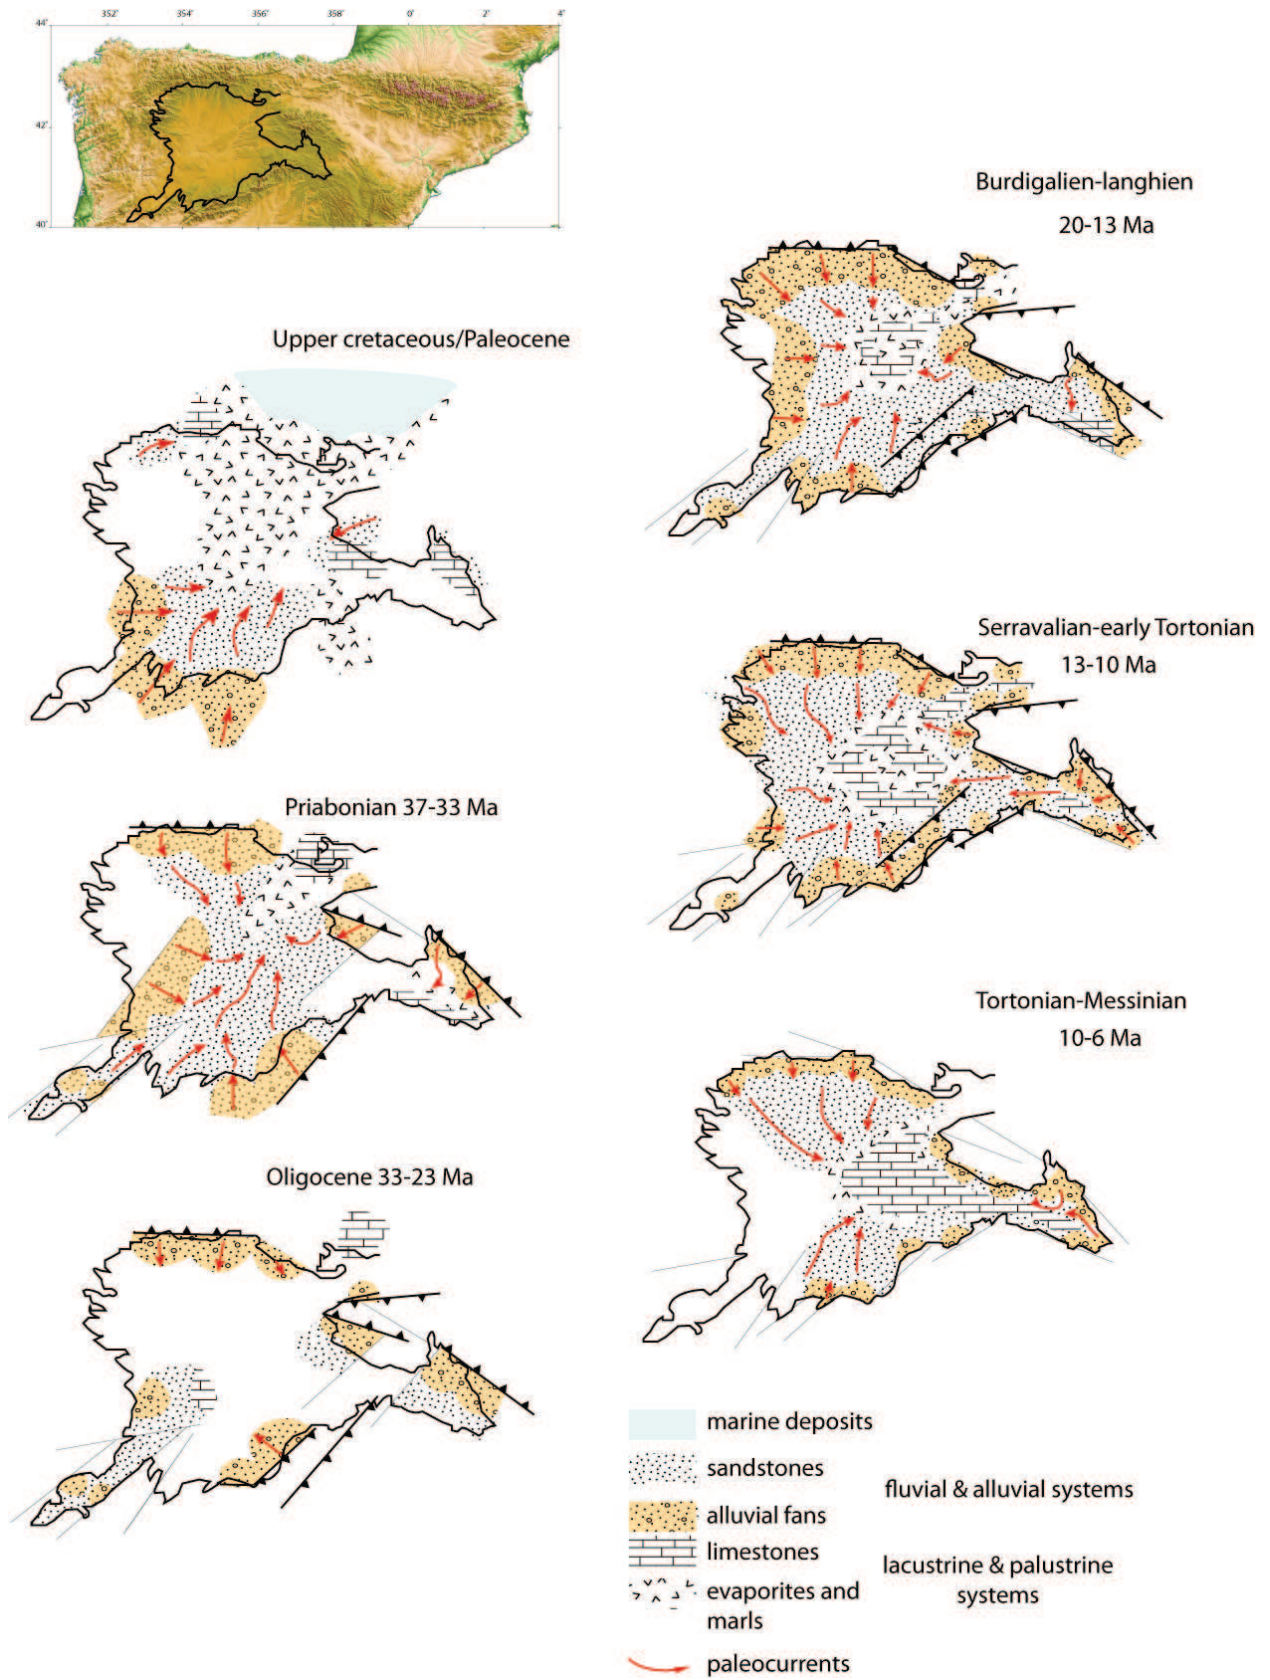 352˚ 354˚ 356˚ 358˚ 0˚ 2˚ 4˚
44˚
42˚
40˚
Upper cretaceous/Paleocene
Priabonian 37-33 Ma
Oligocene 33-23 Ma
Burdigalien-langhien
20-13 Ma
Serravalian-early Tortonian
13-10 Ma
Tortonian-Messinian
10-6 Ma
marine deposits
sandstones
fluvial & alluvial systems
alluvial fans
limestones
lacustrine & palustrine
systems
evaporites and
marls
paleocurrents